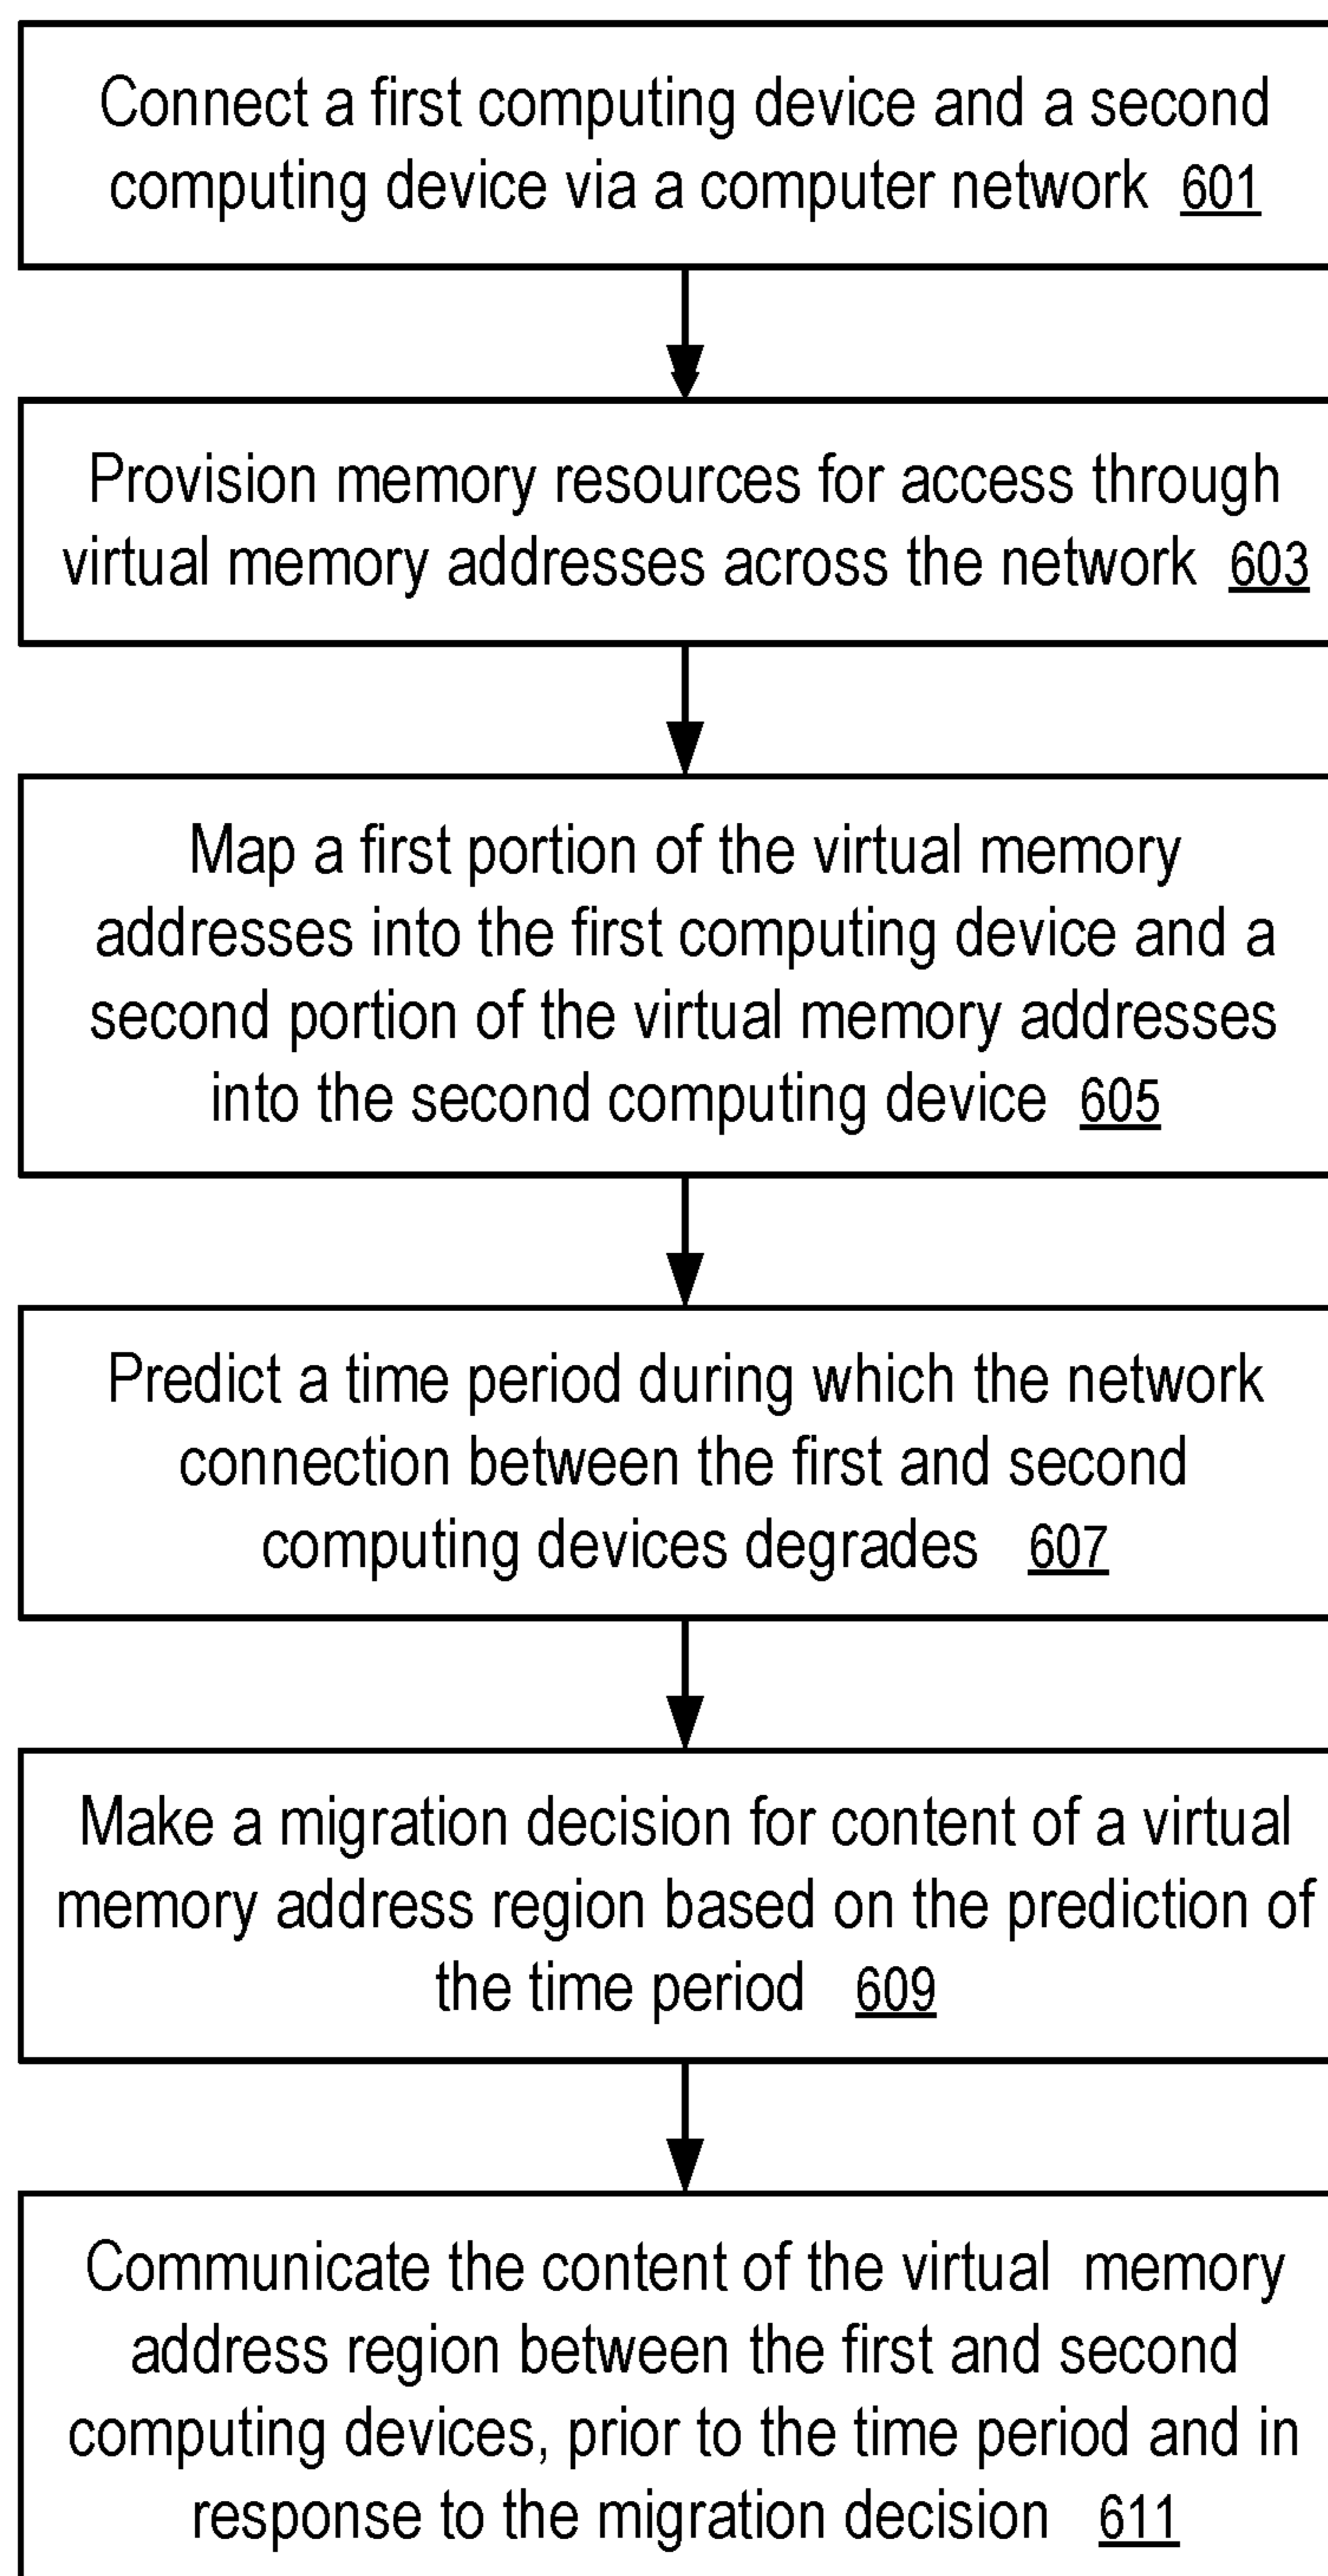 Connect a first computing device and a second
computing device via a computer network 601
Provision memory resources for access through
virtual memory addresses across the network 603
Map a first portion of the virtual memory
addresses into the first computing device and a
second portion of the virtual memory addresses
into the second computing device 605
Predict a time period during which the network
connection between the first and second
computing devices degrades 607
Make a migration decision for content of a virtual
memory address region based on the prediction of
the time period 609
Communicate the content of the virtual memory
address region between the first and second
computing devices, prior to the time period and in
response to the migration decision 611